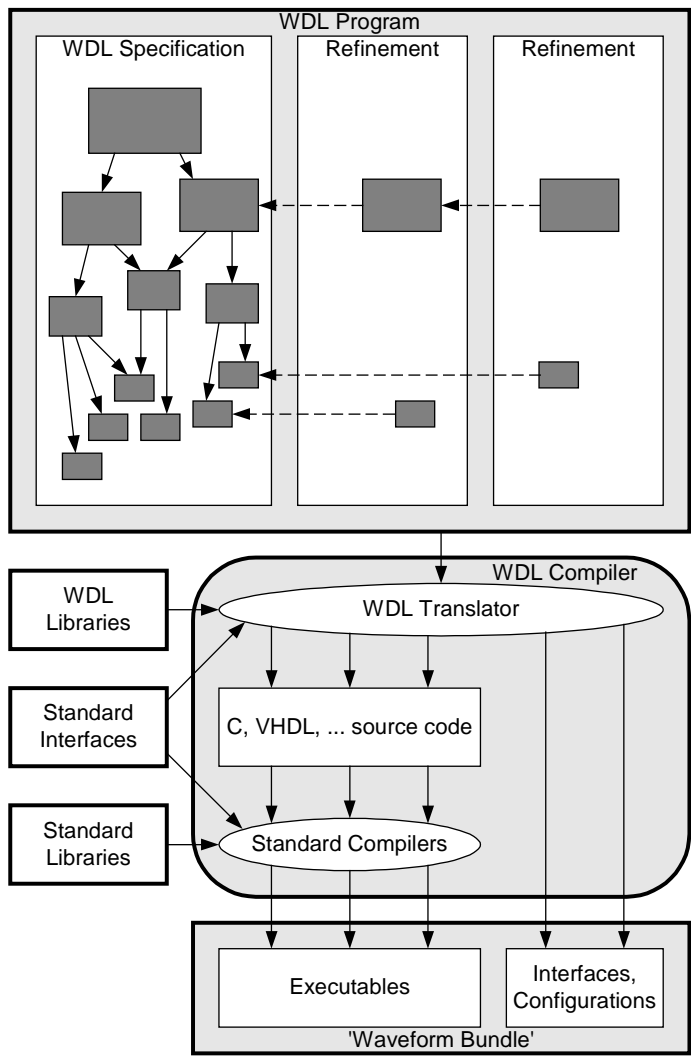 WDL Program
WDL Specification
Refinement
Refinement
WDL Compiler
WDL
Libraries
WDL Translator
Standard
Interfaces
C, VHDL, ... source code
Standard
Libraries
Standard Compilers
Executables
Interfaces,
Configurations
'Waveform Bundle'